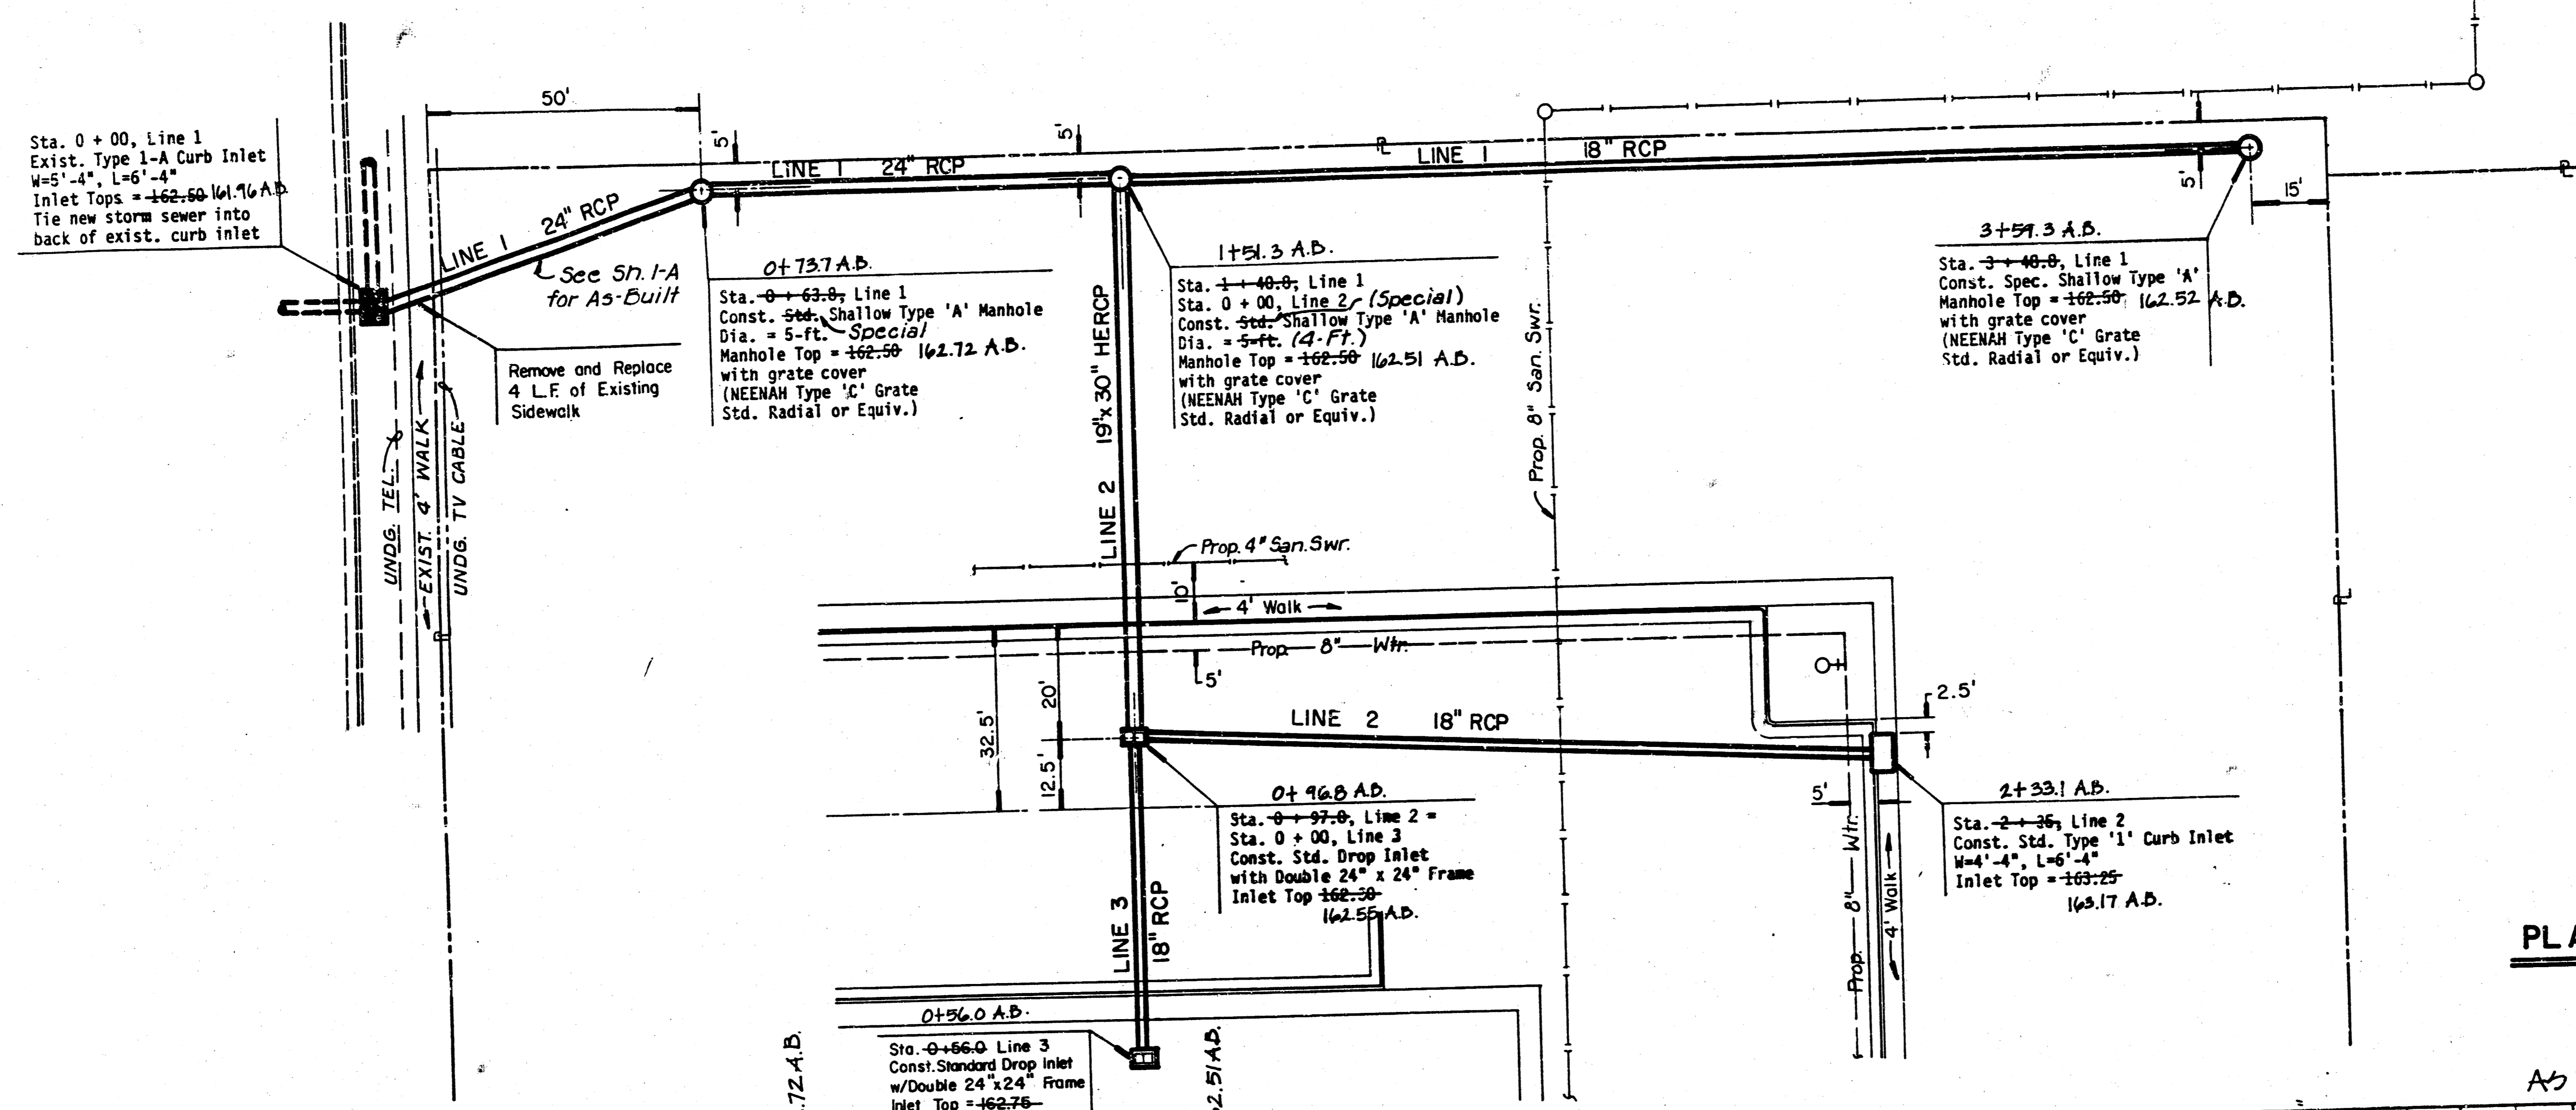 Sta. 0 + 00, Line 1
Exist. Type 1-A Curb Inlet
W=5'-4", L=6'-4"
Inlet Tops = 162.50 161.96 A.B.
Tie new storm sewer into
back of exist. curb inlet
50'
5'
5'
LINE 1 24" RCP
LINE 1 24" RCP
LINE 1 18" RCP
5'
15'
See Sh. 1-A
for As-Built
Remove and Replace
4 L.F. of Existing
Sidewalk
0+73.7 A.B.
Sta. 0 + 63.8, Line 1
Const. Std. Shallow Type 'A' Manhole
Dia. = 5-ft. Special
Manhole Top = 162.50 162.72 A.B.
with grate cover
(NEENAH Type 'C' Grate
Std. Radial or Equiv.)
1+51.3 A.B.
Sta. 1 + 40.8, Line 1
Sta. 0 + 00, Line 2 (Special)
Const. Std. Shallow Type 'A' Manhole
Dia. = 5-ft. (4-Ft.)
Manhole Top = 162.50 162.51 A.B.
with grate cover
(NEENAH Type 'C' Grate
Std. Radial or Equiv.)
3+59.3 A.B.
Sta. 3 + 48.8, Line 1
Const. Spec. Shallow Type 'A'
Manhole Top = 162.50 162.52 A.B.
with grate cover
(NEENAH Type 'C' Grate
Std. Radial or Equiv.)
UNDG. TEL.
EXIST. 4' WALK
UNDG. TV CABLE
LINE 2 19"x30" HERCP
Prop. 8" San. Swr.
Prop. 4" San. Swr.
10'
4' Walk
Prop. 8" Wtr.
5'
32.5'
20'
12.5'
LINE 2 18" RCP
2.5'
5'
0+96.8 A.B.
Sta. 0 + 97.0, Line 2 =
Sta. 0 + 00, Line 3
Const. Std. Drop Inlet
with Double 24" x 24" Frame
Inlet Top 162.50
162.55 A.B.
2+33.1 A.B.
Sta. 2 + 35, Line 2
Const. Std. Type '1' Curb Inlet
W=4'-4", L=6'-4"
Inlet Top = 163.25
163.17 A.B.
Prop. 8" Wtr.
4' Walk
LINE 3
18" RCP
0+56.0 A.B.
Sta. 0+56.0 Line 3
Const. Standard Drop Inlet
w/Double 24"x24" Frame
Inlet Top = 162.75
.72 A.B.
2.51 A.B.
PLA
As